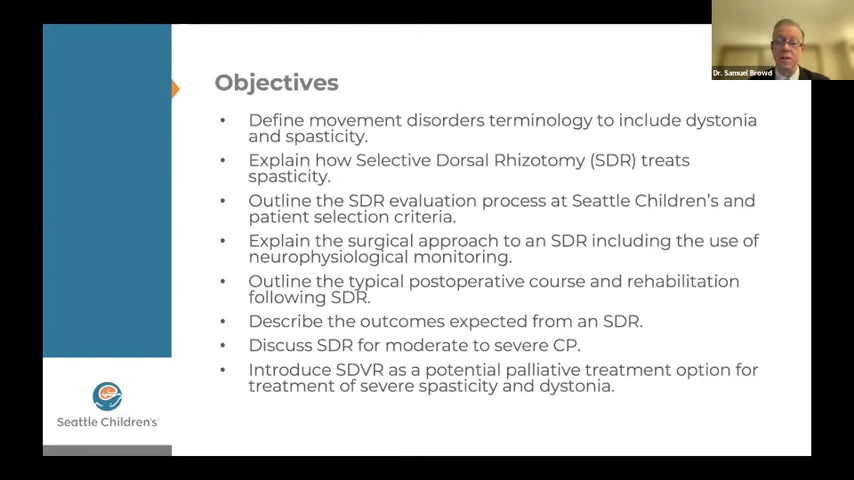 Objectives
• Define movement disorders terminology to include dystonia
and spasticity.
• Explain how Selective Dorsal Rhizotomy (SDR) treats
spasticity.
• Outline the SDR evaluation process at Seattle Children's and
patient selection criteria.
• Explain the surgical approach to an SDR including the use of
neurophysiological monitoring.
• Outline the typical postoperative course and rehabilitation
following SDR.
• Describe the outcomes expected from an SDR.
• Discuss SDR for moderate to severe CP.
• Introduce SDVR as a potential palliative treatment option for
treatment of severe spasticity and dystonia.
Seattle Children's
Dr. Samuel Browd